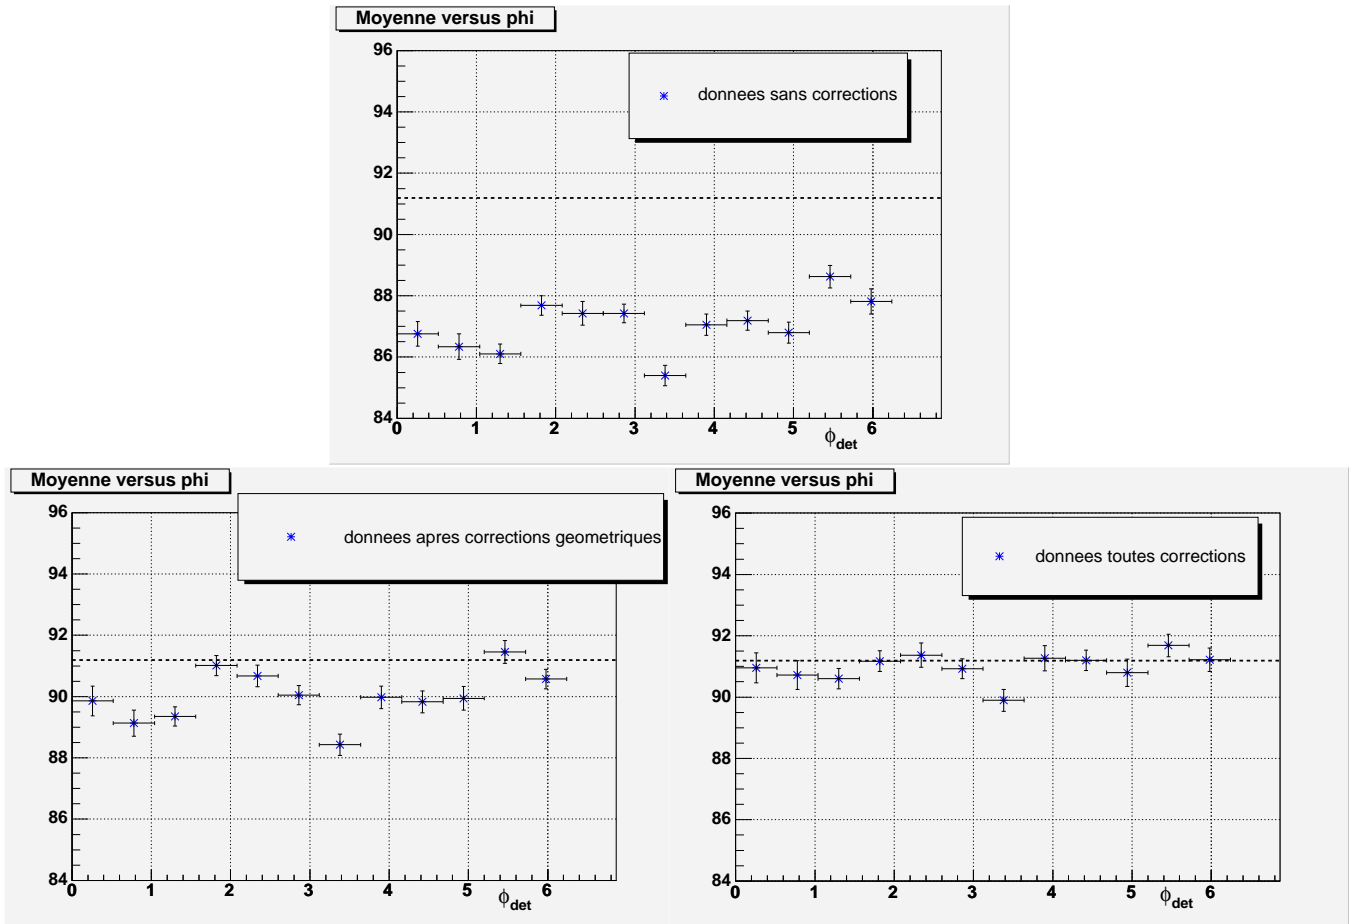 Moyenne versus phi
donnees sans corrections
96
94
92
90
88
86
84
0 1 2 3 4 5 6
ϕdet
Moyenne versus phi
donnees apres corrections geometriques
96
94
92
90
88
86
84
0 1 2 3 4 5 6
ϕdet
Moyenne versus phi
donnees toutes corrections
96
94
92
90
88
86
84
0 1 2 3 4 5 6
ϕdet